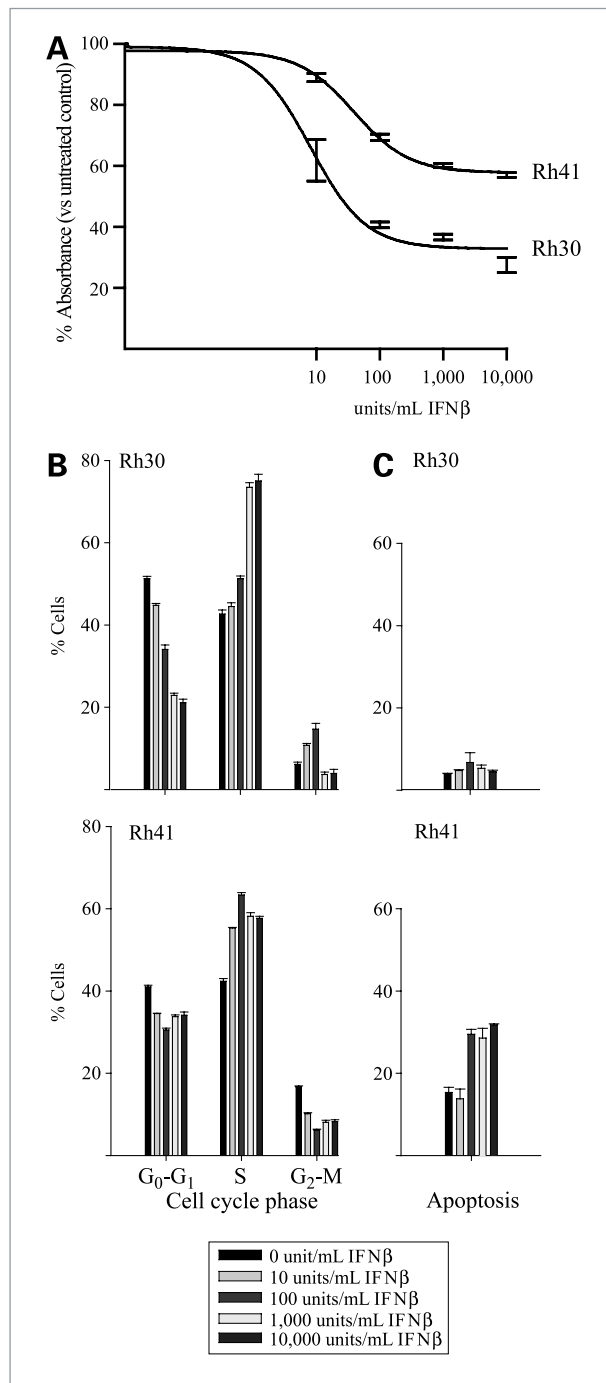 A
% Absorbance (vs untreated control)
100
80
60
40
20
Rh41
Rh30
10 100 1,000 10,000
units/mL IFNβ
B
Rh30
80
60
40
20
% Cells
C
Rh30
60
40
20
Rh41
80
60
40
20
% Cells
G₀-G₁ S G₂-M
Cell cycle phase
Rh41
60
40
20
Apoptosis
0 unit/mL IFNβ
10 units/mL IFNβ
100 units/mL IFNβ
1,000 units/mL IFNβ
10,000 units/mL IFNβ